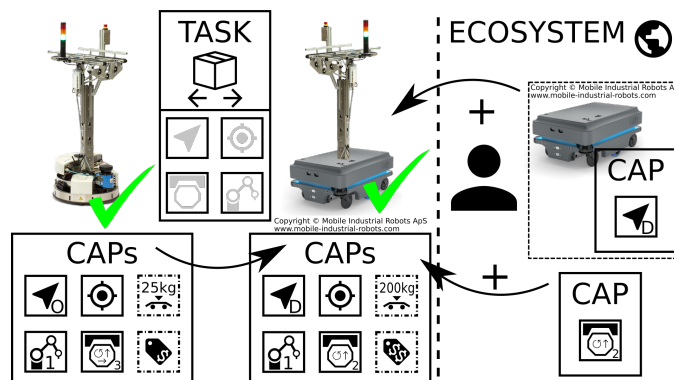 TASK
ECOSYSTEM
Copyright © Mobile Industrial Robots A
www.mobile-industrial-robots.com
CAP
D
Copyright © Mobile Industrial Robots ApS
www.mobile-industrial-robots.com
CAPs
O
25kg
1
3
$
CAPs
D
200kg
1
2
$$
CAP
2